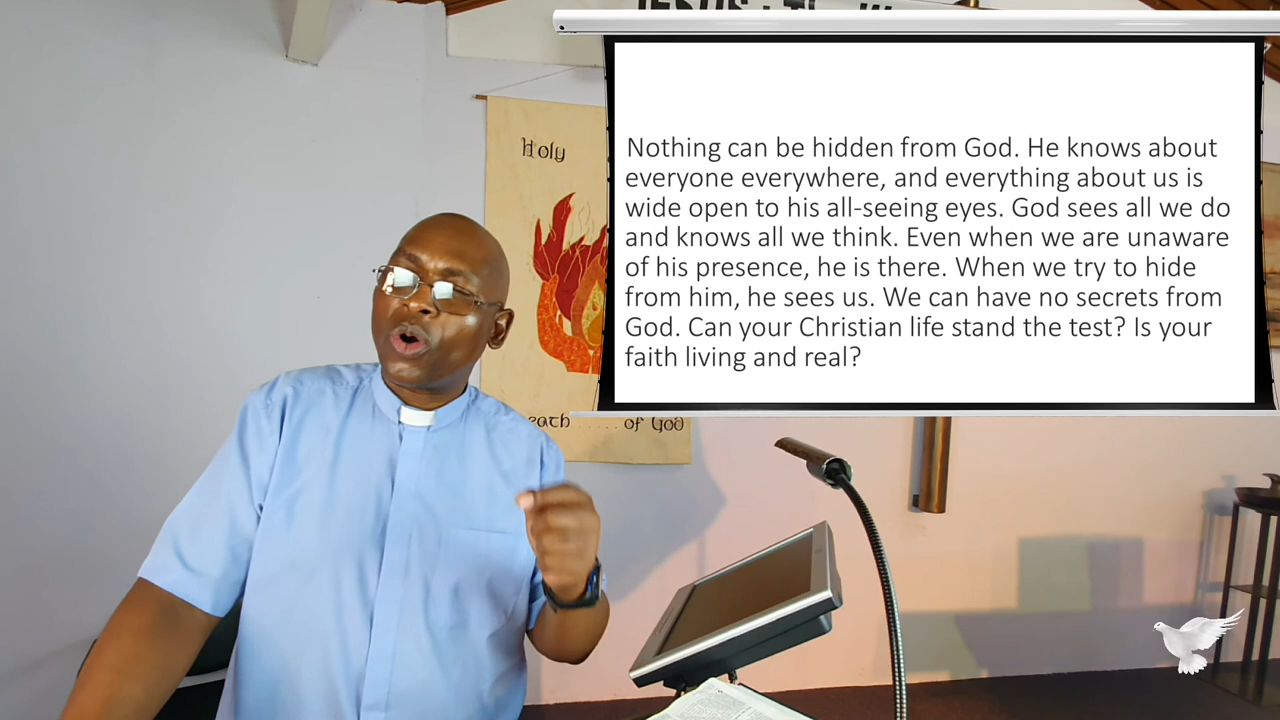 Holy
of God
Nothing can be hidden from God. He knows about
everyone everywhere, and everything about us is
wide open to his all-seeing eyes. God sees all we do
and knows all we think. Even when we are unaware
of his presence, he is there. When we try to hide
from him, he sees us. We can have no secrets from
God. Can your Christian life stand the test? Is your
faith living and real?